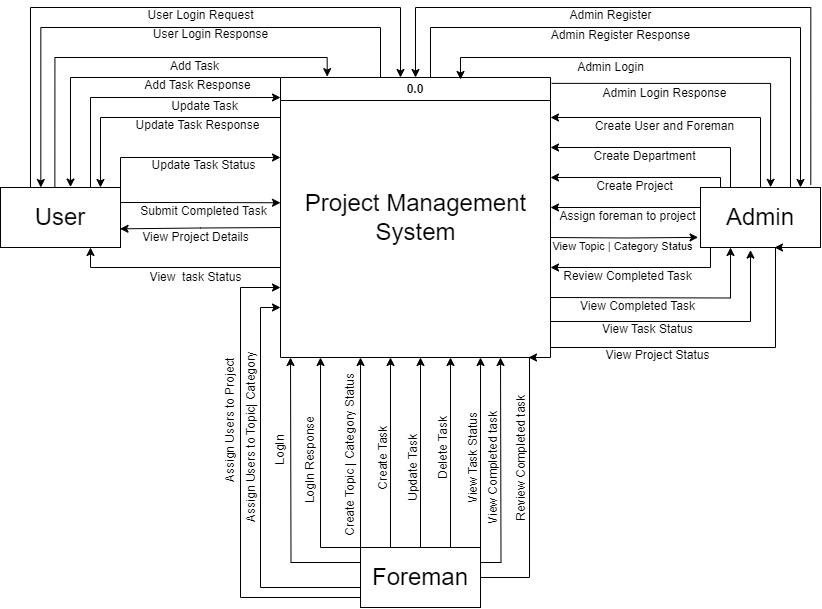 User Login Request
Admin Register
User Login Response
Admin Register Response
Add Task
Admin Login
Add Task Response
0.0
Admin Login Response
Update Task
Update Task Response
Create User and Foreman
Update Task Status
Create Department
Create Project
Submit Completed Task
Assign foreman to project
User
Project Management
System
Admin
View Project Details
View Topic | Category Status
View  task Status
Review Completed Task
View Completed Task
View Task Status
View Project Status
Assign Users to Project
Assign Users to Topic| Category
LogIn
LogIn Response
Create Topic | Category Status
Create Task
Update Task
Delete Task
View Task Status
View Completed task
Review Completed task
Foreman